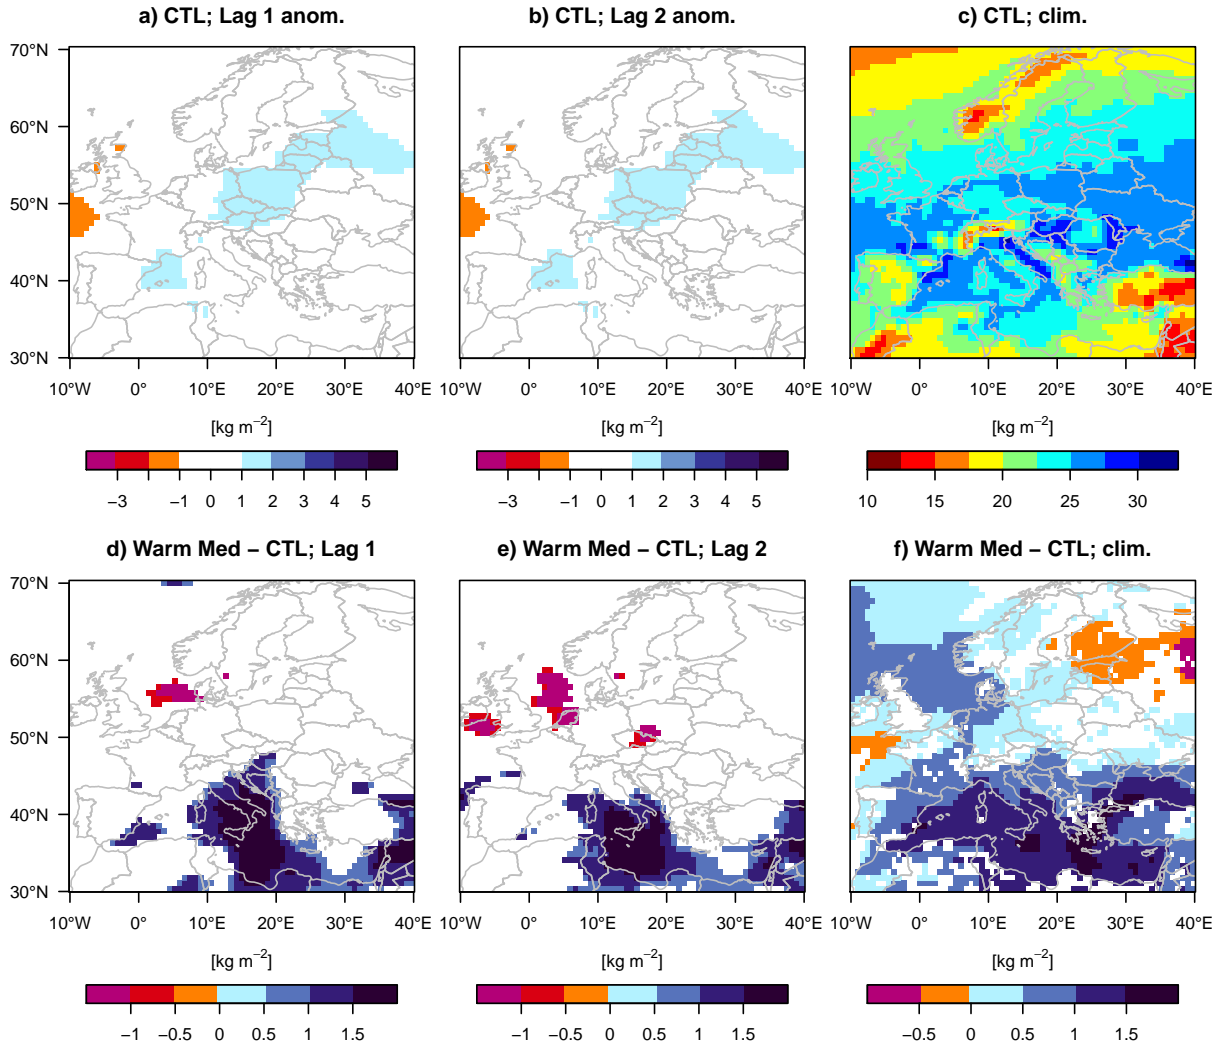 a) CTL; Lag 1 anom.
b) CTL; Lag 2 anom.
c) CTL; clim.
70°N
60°N
50°N
40°N
30°N
10°W 0° 10°E 20°E 30°E 40°E
10°W 0° 10°E 20°E 30°E 40°E
10°W 0° 10°E 20°E 30°E 40°E
[kg m⁻²]
[kg m⁻²]
−3 −1 0 1 2 3 4 5
−3 −1 0 1 2 3 4 5
10 15 20 25 30
d) Warm Med − CTL; Lag 1
e) Warm Med − CTL; Lag 2
f) Warm Med − CTL; clim.
70°N
60°N
50°N
40°N
30°N
10°W 0° 10°E 20°E 30°E 40°E
10°W 0° 10°E 20°E 30°E 40°E
10°W 0° 10°E 20°E 30°E 40°E
[kg m⁻²]
[kg m⁻²]
[kg m⁻²]
−1 −0.5 0 0.5 1 1.5
−1 −0.5 0 0.5 1 1.5
−0.5 0 0.5 1 1.5